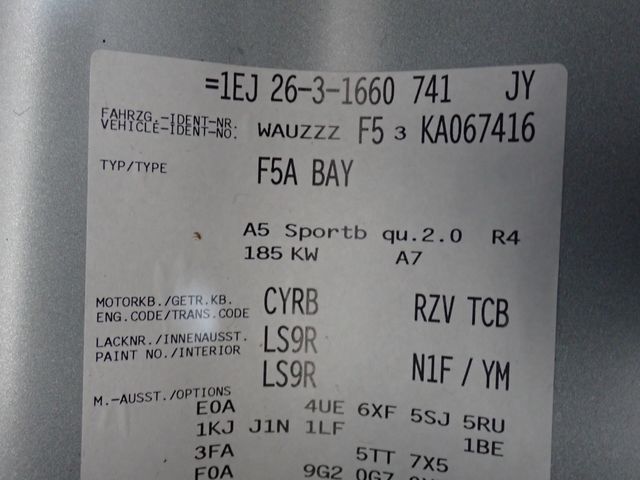 =1EJ 26-3-1660 741 JY
FAHRZG.-IDENT-NR.
VEHICLE-IDENT-NO. WAUZZZ F5 3 KA067416
TYP/TYPE F5A BAY
A5 Sportb qu.2.0 R4
185 KW A7
MOTORKB./GETR.KB.
ENG.CODE/TRANS.CODE CYRB RZV TCB
LACKNR./INNENAUSST. LS9R
PAINT NO./INTERIOR
LS9R N1F / YM
M.-AUSST./OPTIONS
E0A 4UE 6XF 5SJ 5RU
1KJ J1N 1LF 1BE
3FA 5TT 7X5
F0A 9G2 0G7